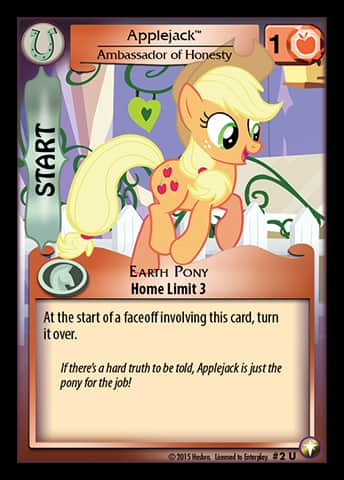 Applejack™
Ambassador of Honesty
1
START
Earth Pony
Home Limit 3
At the start of a faceoff involving this card, turn
it over.
If there's a hard truth to be told, Applejack is just the
pony for the job!
© 2015 Hasbro. Licensed to Enterplay. #2 U